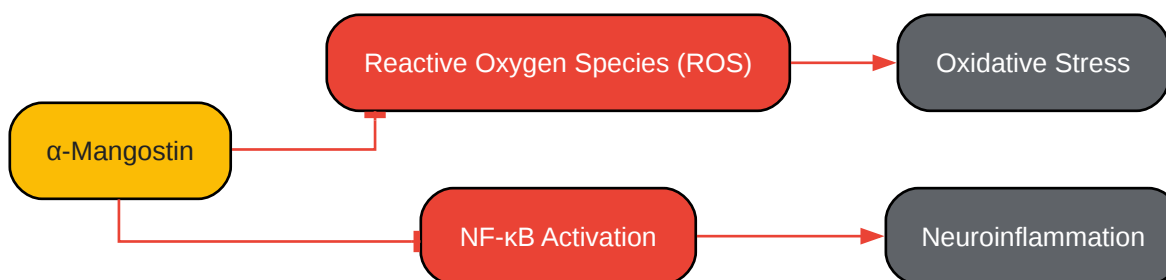 Reactive Oxygen Species (ROS)
Oxidative Stress
α-Mangostin
NF-κB Activation
Neuroinflammation